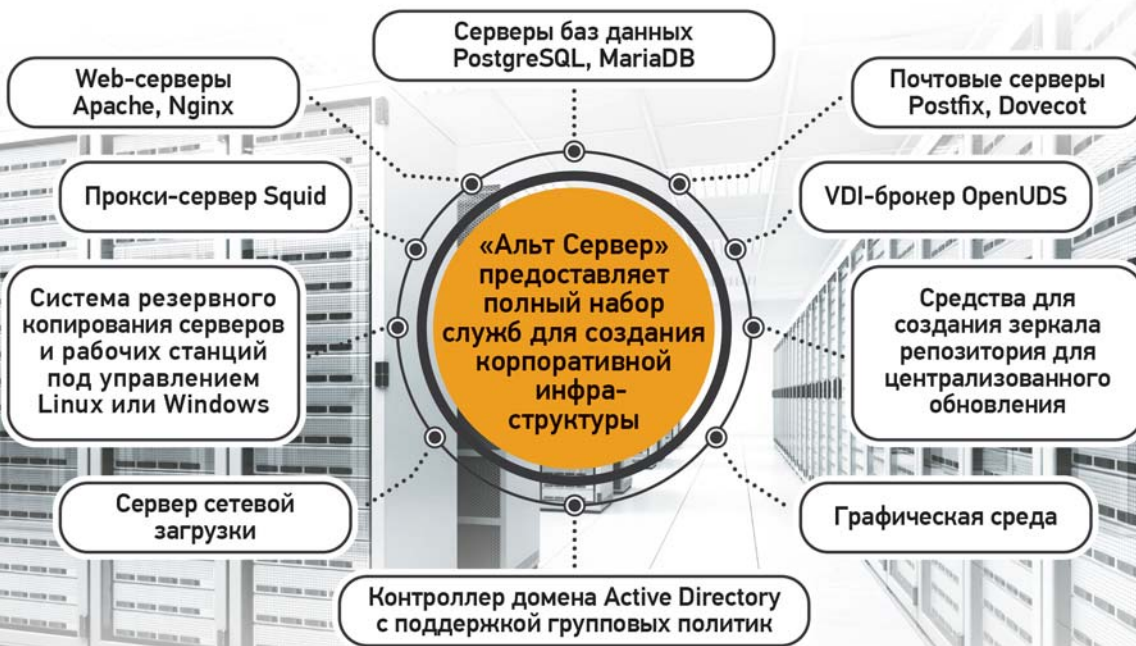 Серверы баз данных
PostgreSQL, MariaDB
Web-серверы
Apache, Nginx
Почтовые серверы
Postfix, Dovecot
Прокси-сервер Squid
VDI-брокер OpenUDS
«Альт Сервер»
предоставляет
полный набор
служб для создания
корпоративной
инфра-
структуры
Система резервного
копирования серверов
и рабочих станций
под управлением
Linux или Windows
Средства для
создания зеркала
репозитория для
централизованного
обновления
Сервер сетевой
загрузки
Графическая среда
Контроллер домена Active Directory
с поддержкой групповых политик